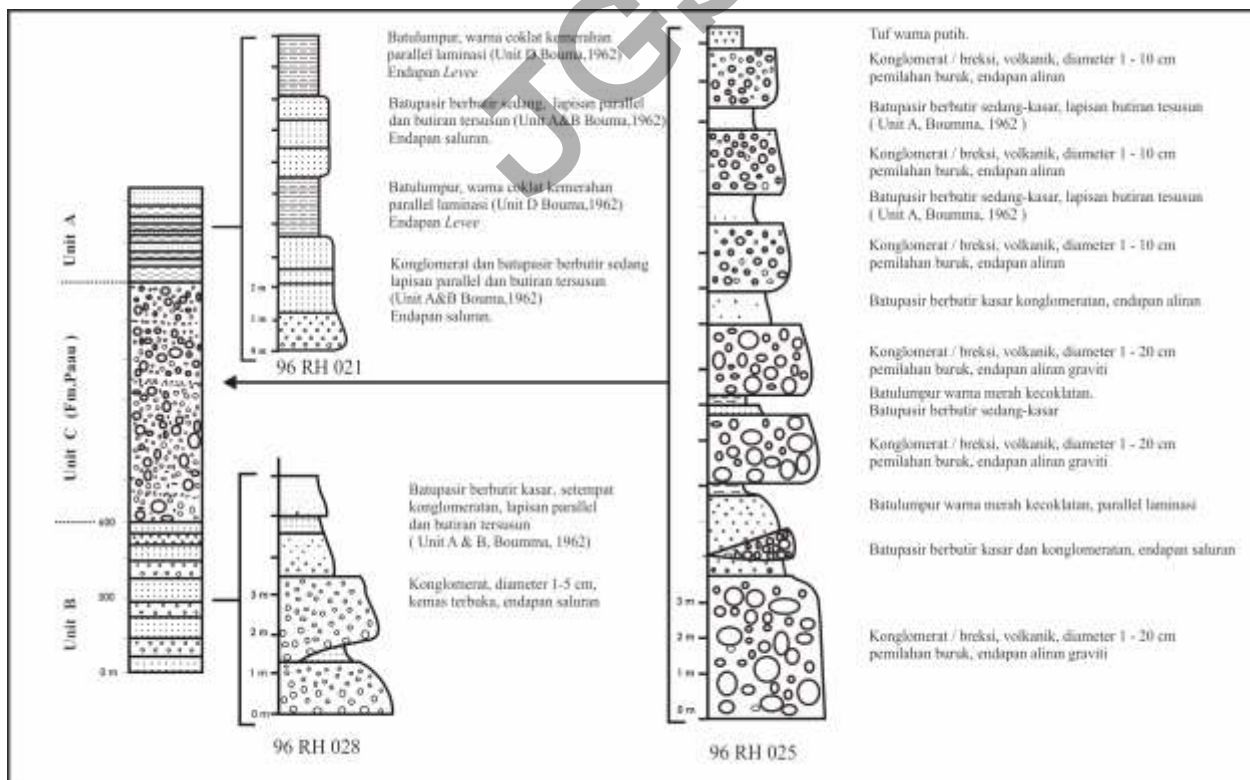 JGS
Unit A
Unit C (Fm.Panu )
Unit B
600
300
0 m
Batulumpur, warna coklat kemerahan
parallel laminasi (Unit D Bouma,1962)
Endapan Levee
Batupasir berbutir sedang, lapisan parallel
dan butiran tersusun (Unit A&B Bouma,1962)
Endapan saluran.
Batulumpur, warna coklat kemerahan
parallel laminasi (Unit D Bouma,1962)
Endapan Levee
Konglomerat dan batupasir berbutir sedang
lapisan parallel dan butiran tersusun
(Unit A&B Bouma,1962)
Endapan saluran.
2 m
1 m
0 m
96 RH 021
Batupasir berbutir kasar, setempat
konglomeratan, lapisan parallel
dan butiran tersusun
( Unit A & B, Boumma, 1962)
Konglomerat, diameter 1-5 cm,
kemas terbuka, endapan saluran
3 m
2 m
1 m
0 m
96 RH 028
Tuf warna putih.
Konglomerat / breksi, volkanik, diameter 1 - 10 cm
pemilahan buruk, endapan aliran
Batupasir berbutir sedang-kasar, lapisan butiran tesusun
( Unit A, Boumma, 1962 )
Konglomerat / breksi, volkanik, diameter 1 - 10 cm
pemilahan buruk, endapan aliran
Batupasir berbutir sedang-kasar, lapisan butiran tesusun
( Unit A, Boumma, 1962 )
Konglomerat / breksi, volkanik, diameter 1 - 10 cm
pemilahan buruk, endapan aliran
Batupasir berbutir kasar konglomeratan, endapan aliran
Konglomerat / breksi, volkanik, diameter 1 - 20 cm
pemilahan buruk, endapan aliran graviti
Batulumpur warna merah kecoklatan.
Batupasir berbutir sedang-kasar
Konglomerat / breksi, volkanik, diameter 1 - 20 cm
pemilahan buruk, endapan aliran graviti
Batulumpur warna merah kecoklatan, parallel laminasi
Batupasir berbutir kasar dan konglomeratan, endapan saluran
Konglomerat / breksi, volkanik, diameter 1 - 20 cm
pemilahan buruk, endapan aliran graviti
3 m
2 m
1 m
0 m
96 RH 025